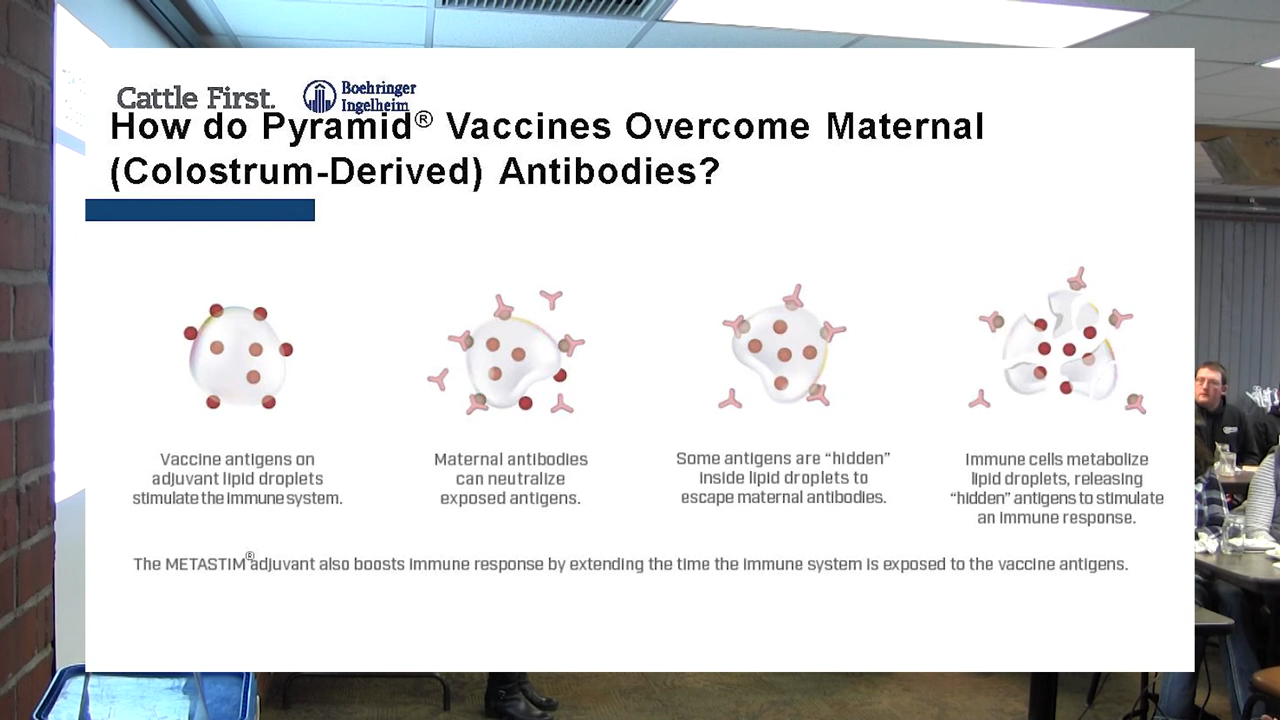 Cattle First.
Boehringer
Ingelheim
How do Pyramid® Vaccines Overcome Maternal
(Colostrum-Derived) Antibodies?
Vaccine antigens on
adjuvant lipid droplets
stimulate the immune system.
Maternal antibodies
can neutralize
exposed antigens.
Some antigens are “hidden”
inside lipid droplets to
escape maternal antibodies.
Immune cells metabolize
lipid droplets, releasing
“hidden” antigens to stimulate
an immune response.
The METASTIM® adjuvant also boosts immune response by extending the time the immune system is exposed to the vaccine antigens.